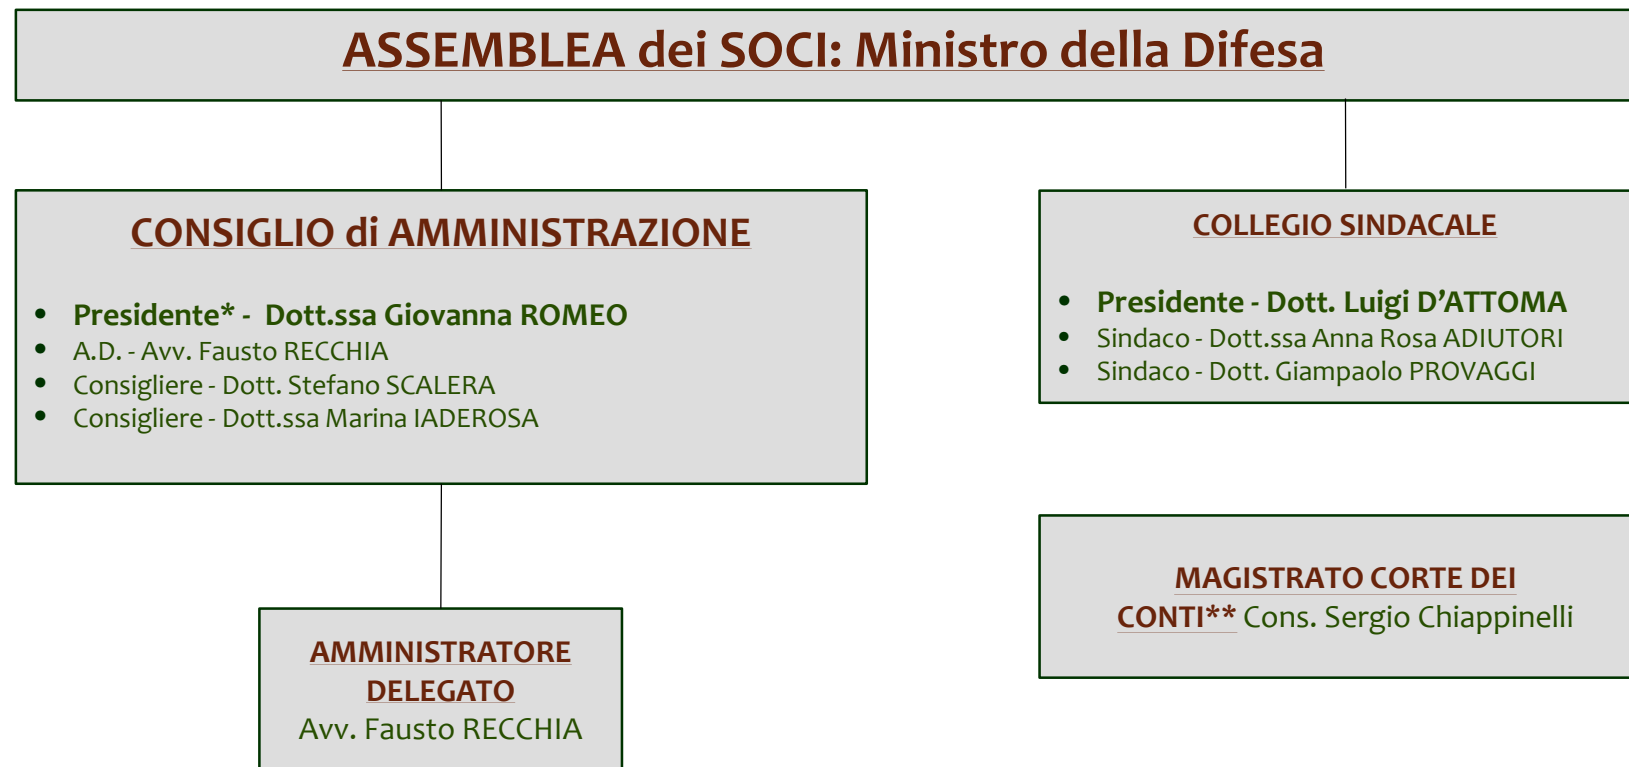 ASSEMBLEA dei SOCI: Ministro della Difesa
CONSIGLIO di AMMINISTRAZIONE
• Presidente* - Dott.ssa Giovanna ROMEO
• A.D. - Avv. Fausto RECCHIA
• Consigliere - Dott. Stefano SCALERA
• Consigliere - Dott.ssa Marina IADEROSA
COLLEGIO SINDACALE
• Presidente - Dott. Luigi D’ATTOMA
• Sindaco - Dott.ssa Anna Rosa ADIUTORI
• Sindaco - Dott. Giampaolo PROVAGGI
MAGISTRATO CORTE DEI
CONTI** Cons. Sergio Chiappinelli
AMMINISTRATORE
DELEGATO
Avv. Fausto RECCHIA